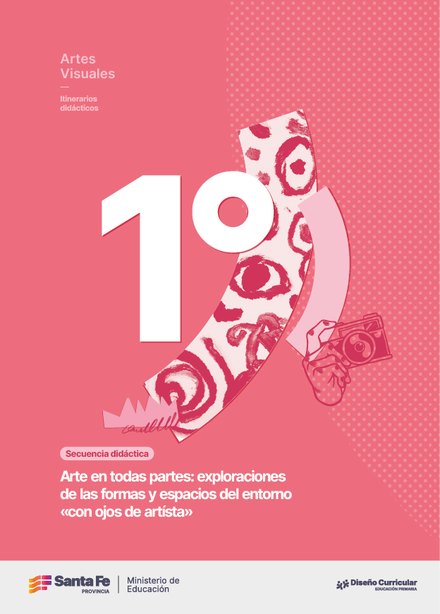 Artes
Visuales
Itinerarios
didácticos
1º
Secuencia didáctica
Arte en todas partes: exploraciones
de las formas y espacios del entorno
«con ojos de artísta»
Santa Fe
PROVINCIA
Ministerio de
Educación
Diseño Curricular
EDUCACIÓN PRIMARIA